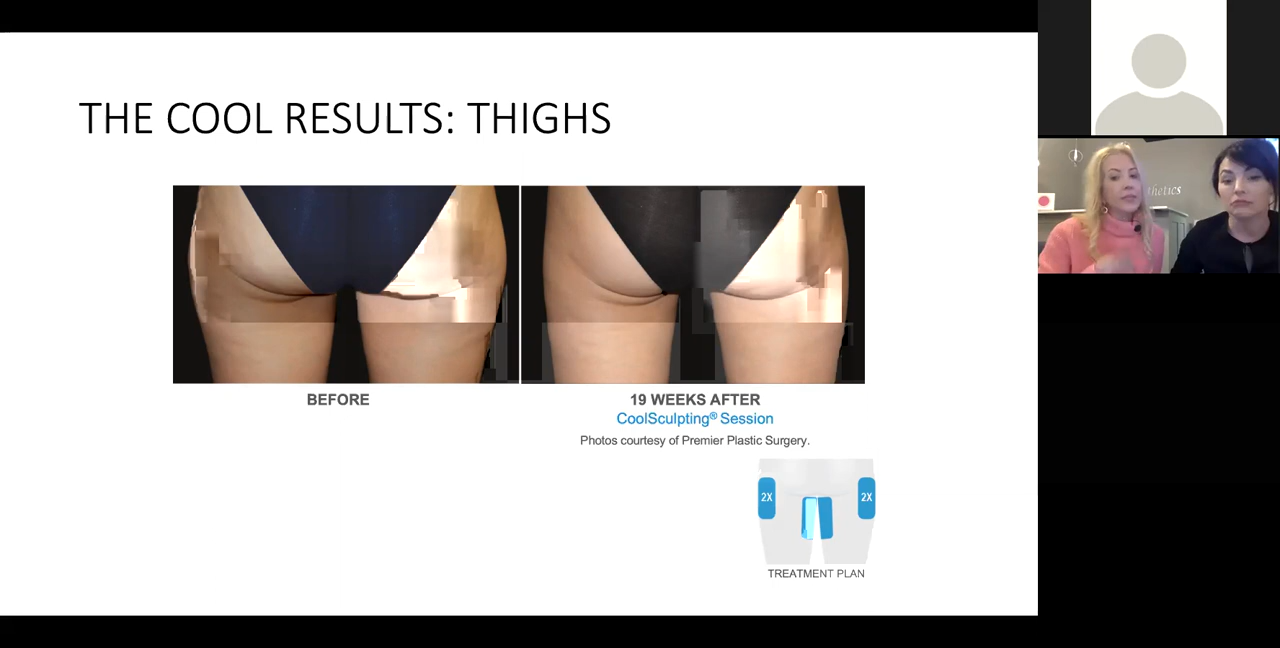 THE COOL RESULTS: THIGHS
BEFORE
19 WEEKS AFTER
CoolSculpting® Session
Photos courtesy of Premier Plastic Surgery.
2X
2X
TREATMENT PLAN